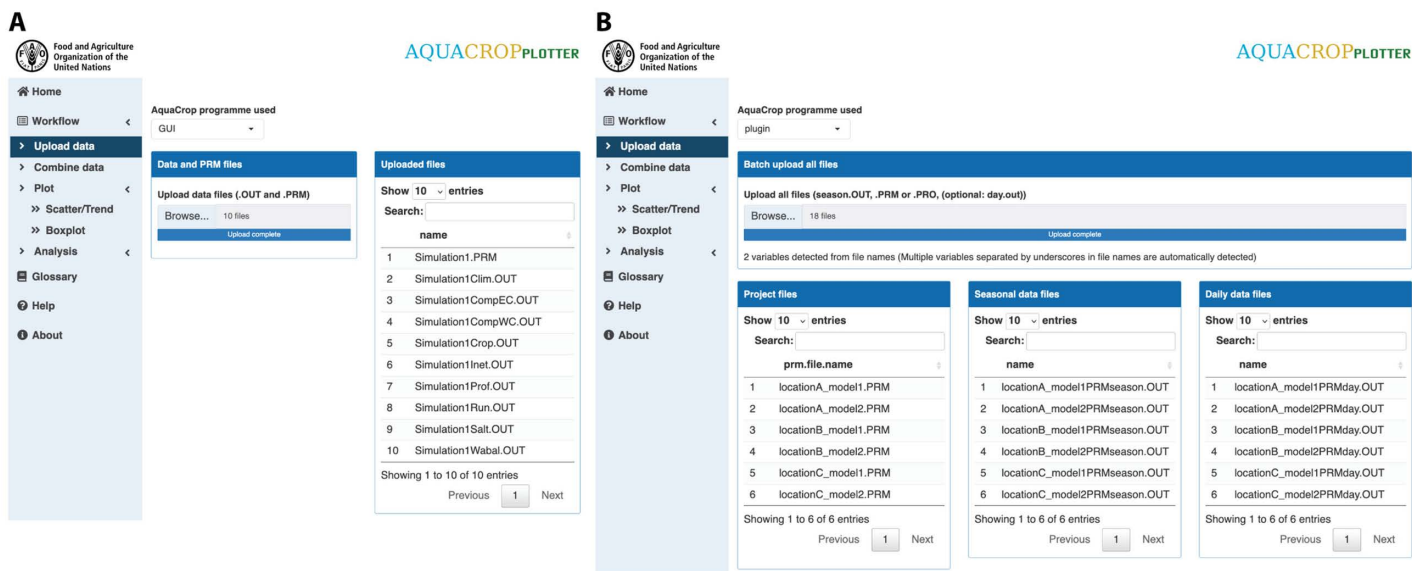 A
Food and Agriculture
Organization of the
United Nations
AQUACROPPLOTTER
Home
Workflow
Upload data
Combine data
Plot
Scatter/Trend
Boxplot
Analysis
Glossary
Help
About
AquaCrop programme used
GUI
Data and PRM files
Upload data files (.OUT and .PRM)
Browse... 10 files
Upload complete
Uploaded files
Show 10 entries
Search:
name
1 Simulation1.PRM
2 Simulation1Clim.OUT
3 Simulation1CompEC.OUT
4 Simulation1CompWC.OUT
5 Simulation1Crop.OUT
6 Simulation1Inet.OUT
7 Simulation1Prof.OUT
8 Simulation1Run.OUT
9 Simulation1Salt.OUT
10 Simulation1Wabal.OUT
Showing 1 to 10 of 10 entries
Previous 1 Next
B
Food and Agriculture
Organization of the
United Nations
AQUACROPPLOTTER
Home
Workflow
Upload data
Combine data
Plot
Scatter/Trend
Boxplot
Analysis
Glossary
Help
About
AquaCrop programme used
plugin
Batch upload all files
Upload all files (season.OUT, .PRM or .PRO, (optional: day.out))
Browse... 18 files
Upload complete
2 variables detected from file names (Multiple variables separated by underscores in file names are automatically detected)
Project files
Show 10 entries
Search:
prm.file.name
1 locationA_model1.PRM
2 locationA_model2.PRM
3 locationB_model1.PRM
4 locationB_model2.PRM
5 locationC_model1.PRM
6 locationC_model2.PRM
Showing 1 to 6 of 6 entries
Previous 1 Next
Seasonal data files
Show 10 entries
Search:
name
1 locationA_model1PRMseason.OUT
2 locationA_model2PRMseason.OUT
3 locationB_model1PRMseason.OUT
4 locationB_model2PRMseason.OUT
5 locationC_model1PRMseason.OUT
6 locationC_model2PRMseason.OUT
Showing 1 to 6 of 6 entries
Previous 1 Next
Daily data files
Show 10 entries
Search:
name
1 locationA_model1PRMday.OUT
2 locationA_model2PRMday.OUT
3 locationB_model1PRMday.OUT
4 locationB_model2PRMday.OUT
5 locationC_model1PRMday.OUT
6 locationC_model2PRMday.OUT
Showing 1 to 6 of 6 entries
Previous 1 Next